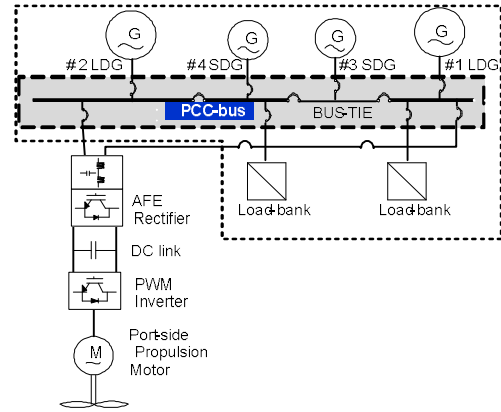 G G G G
#2 LDG #4 SDG #3 SDG #1 LDG
PCC-bus BUS-TIE
Load-bank Load-bank
AFE
Rectifier
DC link
PWM
Inverter
Port-side
Propulsion
Motor
M